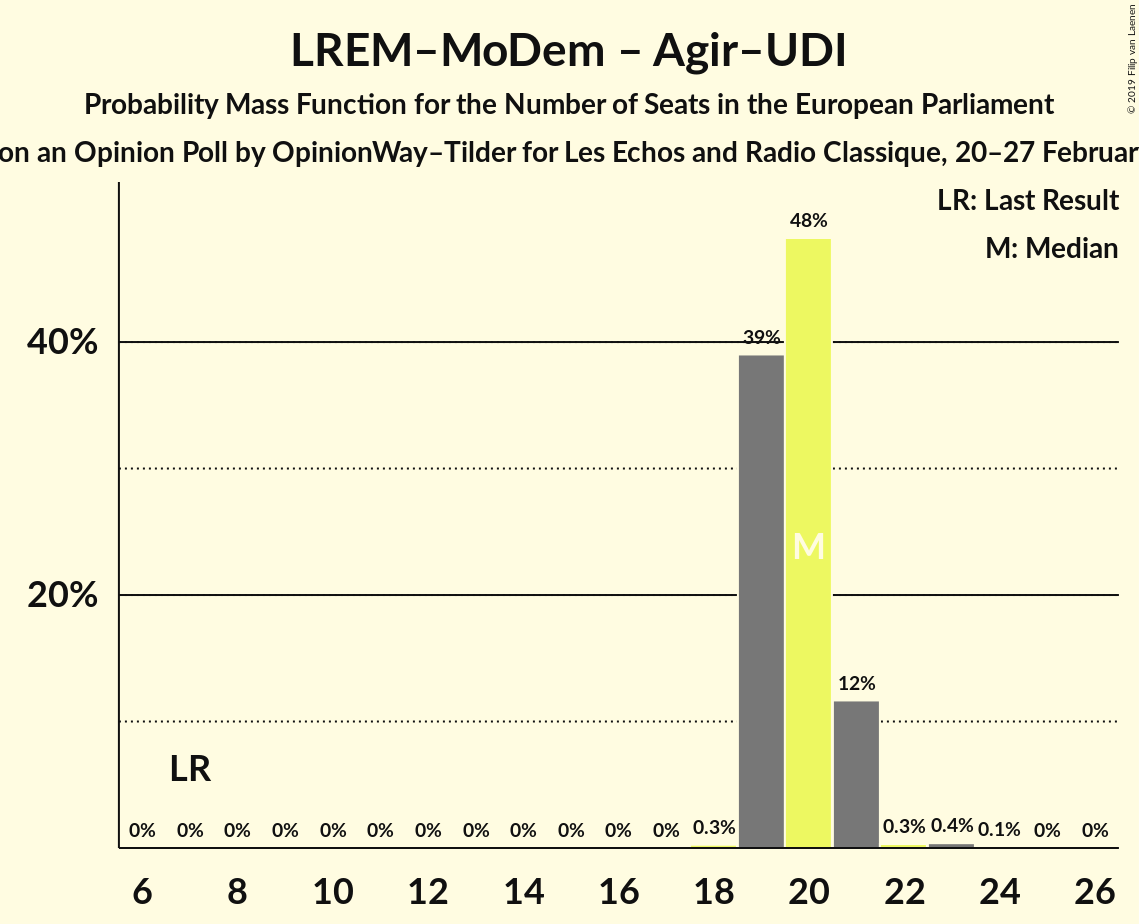 LREM–MoDem – Agir–UDI
Probability Mass Function for the Number of Seats in the European Parliament
on an Opinion Poll by OpinionWay–Tilder for Les Echos and Radio Classique, 20–27 Februar
© 2019 Filip van Laenen
LR: Last Result
M: Median
48%
40%
39%
M
20%
12%
LR
0% 0% 0% 0% 0% 0% 0% 0% 0% 0% 0% 0% 0.3% 0.3% 0.4% 0.1% 0% 0%
6 8 10 12 14 16 18 20 22 24 26